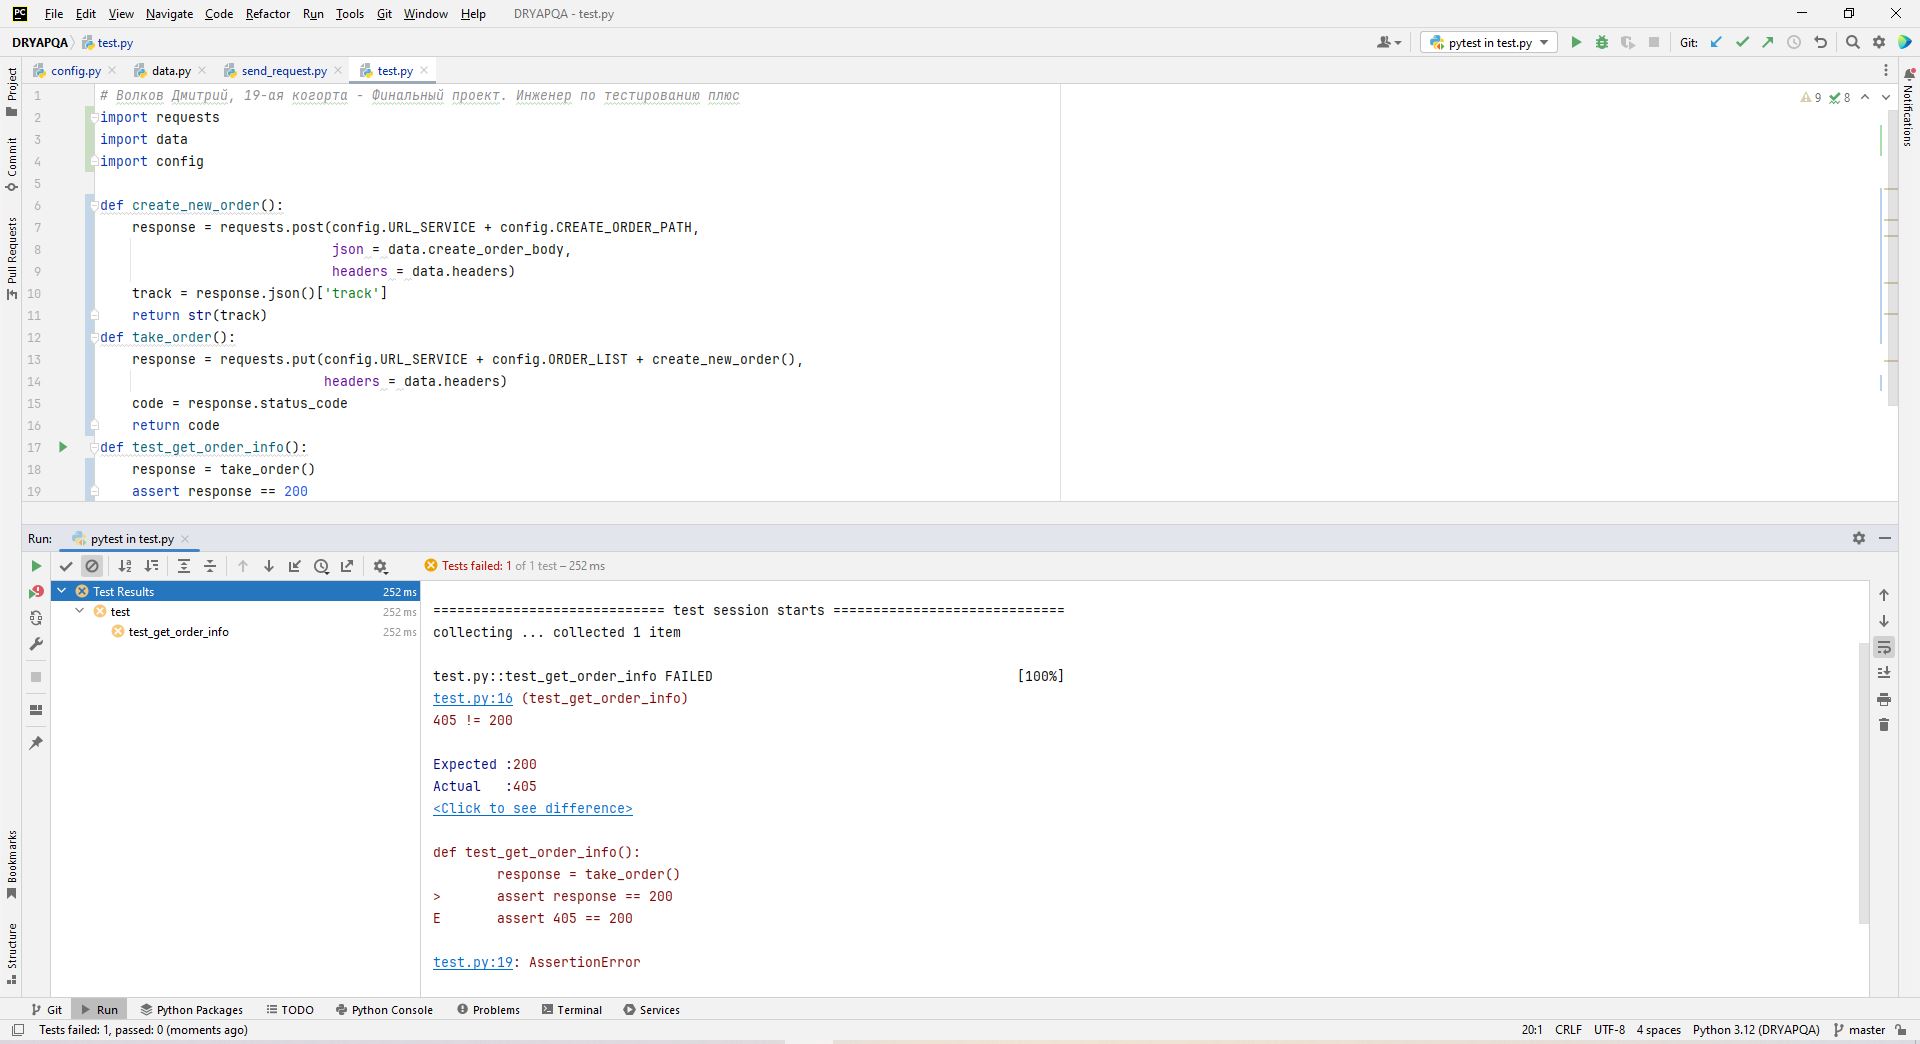 File Edit View Navigate Code Refactor Run Tools Git Window Help DRYAPQA - test.py
DRYAPQA test.py pytest in test.py Git:
config.py data.py send_request.py test.py
1 # Волков Дмитрий, 19-ая когорта - Финальный проект. Инженер по тестированию плюс
9 8
2 import requests
3 import data
4 import config
5
6 def create_new_order():
7 response = requests.post(config.URL_SERVICE + config.CREATE_ORDER_PATH,
8 json = data.create_order_body,
9 headers = data.headers)
10 track = response.json()['track']
11 return str(track)
12 def take_order():
13 response = requests.put(config.URL_SERVICE + config.ORDER_LIST + create_new_order(),
14 headers = data.headers)
15 code = response.status_code
16 return code
17 def test_get_order_info():
18 response = take_order()
19 assert response == 200
Project
Commit
Pull Requests
Bookmarks
Structure
Notifications
Run: pytest in test.py
Tests failed: 1 of 1 test – 252 ms
Test Results 252 ms
test 252 ms
test_get_order_info 252 ms
============================= test session starts =============================
collecting ... collected 1 item
test.py::test_get_order_info FAILED [100%]
test.py:16 (test_get_order_info)
405 != 200
Expected :200
Actual :405
<Click to see difference>
def test_get_order_info():
response = take_order()
> assert response == 200
E assert 405 == 200
test.py:19: AssertionError
Git Run Python Packages TODO Python Console Problems Terminal Services
Tests failed: 1, passed: 0 (moments ago) 20:1 CRLF UTF-8 4 spaces Python 3.12 (DRYAPQA) master